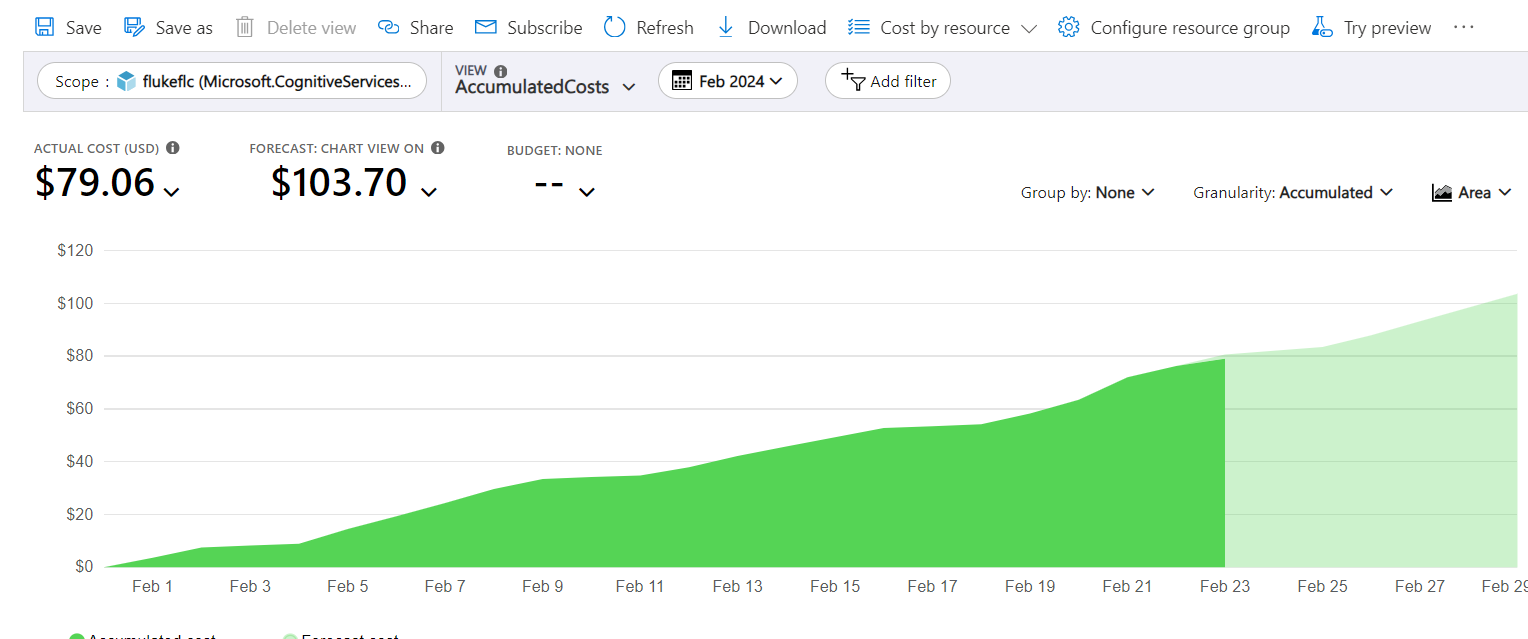 Save Save as Delete view Share Subscribe Refresh Download Cost by resource Configure resource group Try preview ...
Scope : flukeflc (Microsoft.CognitiveServices... VIEW AccumulatedCosts Feb 2024 Add filter
ACTUAL COST (USD) FORECAST: CHART VIEW ON BUDGET: NONE
$79.06 $103.70 --
Group by: None Granularity: Accumulated Area
$120
$100
$80
$60
$40
$20
$0
Feb 1 Feb 3 Feb 5 Feb 7 Feb 9 Feb 11 Feb 13 Feb 15 Feb 17 Feb 19 Feb 21 Feb 23 Feb 25 Feb 27 Feb 29
Accumulated cost Forecast cost